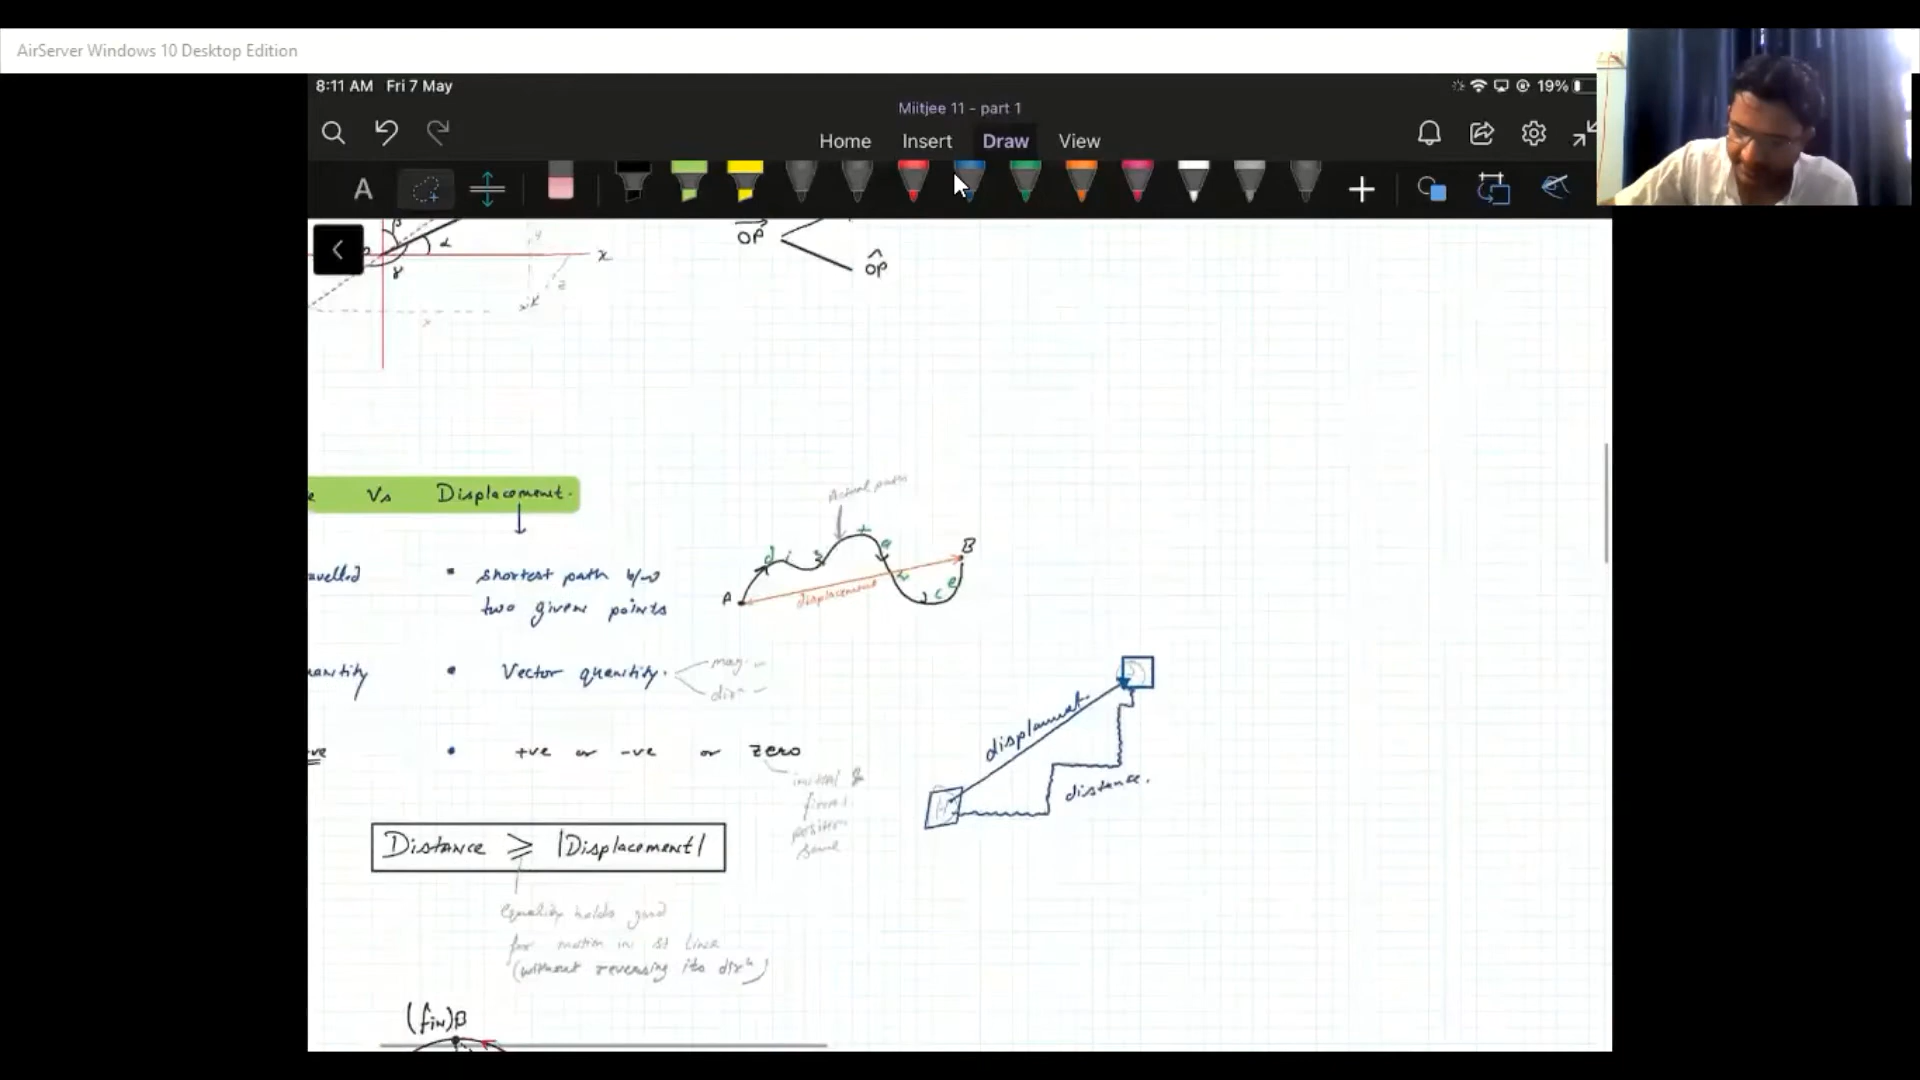 AirServer Windows 10 Desktop Edition
8:11 AM Fri 7 May
19%
Miitjee 11 - part 1
Home Insert Draw View
A
OP
OP
β
α
x
γ
z
x
e Vs Displacement.
Actual path
avelled
• shortest path b/w
two given points
A
B
d i s t a n c e
displacement
uantity
• Vector quantity.
mag.
dirⁿ
+ve
• +ve or -ve or zero
initial &
final
position
same
displacement.
distance.
H
Distance ⩾ |Displacement|
Equality holds good
for motion in st line
(without reversing its dirⁿ)
(fin)B